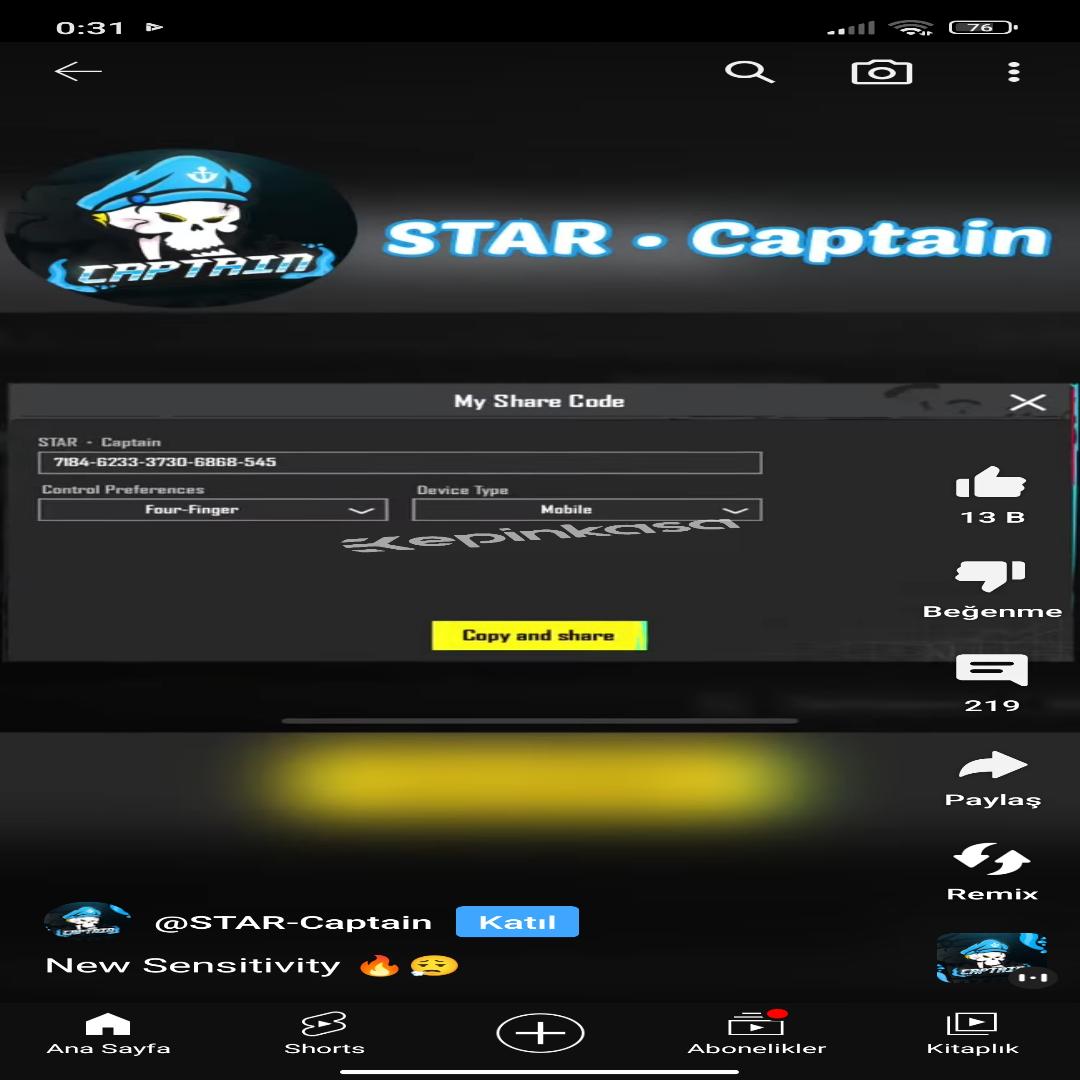 0:31
76
CAPTAIN
STAR • Captain
My Share Code
STAR - Captain
7184-6233-3730-6868-545
Control Preferences
Device Type
Four-Finger
Mobile
epinkasa
Copy and share
13 B
Beğenme
219
Paylaş
Remix
@STAR-Captain
Katıl
New Sensitivity 🔥😮‍💨
CAPTAIN
Ana Sayfa
Shorts
Abonelikler
Kitaplık